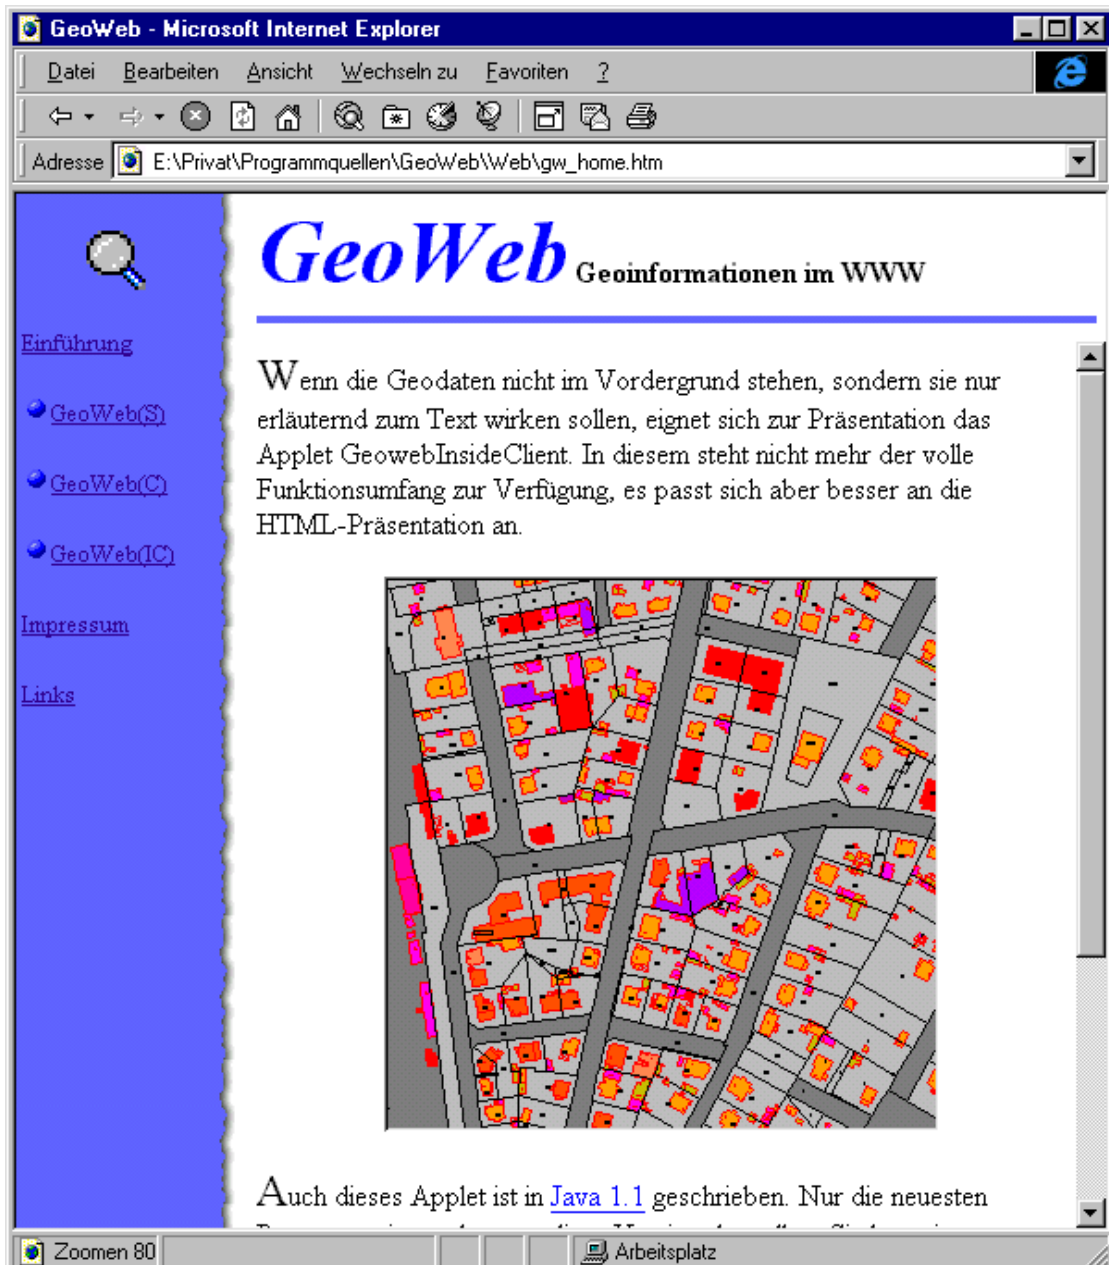 GeoWeb - Microsoft Internet Explorer
Datei Bearbeiten Ansicht Wechseln zu Favoriten ?
Adresse E:\Privat\Programmquellen\GeoWeb\Web\gw_home.htm
GeoWeb Geoinformationen im WWW
Einführung
GeoWeb(S)
GeoWeb(C)
GeoWeb(IC)
Impressum
Links
Wenn die Geodaten nicht im Vordergrund stehen, sondern sie nur
erläuternd zum Text wirken sollen, eignet sich zur Präsentation das
Applet GeowebInsideClient. In diesem steht nicht mehr der volle
Funktionsumfang zur Verfügung, es passt sich aber besser an die
HTML-Präsentation an.
Auch dieses Applet ist in Java 1.1 geschrieben. Nur die neuesten
Zoomen 80
Arbeitsplatz